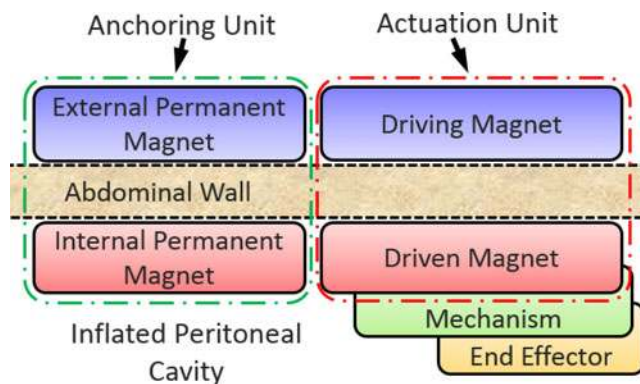 Anchoring Unit
Actuation Unit
External Permanent
Magnet
Driving Magnet
Abdominal Wall
Internal Permanent
Magnet
Driven Magnet
Inflated Peritoneal
Cavity
Mechanism
End Effector